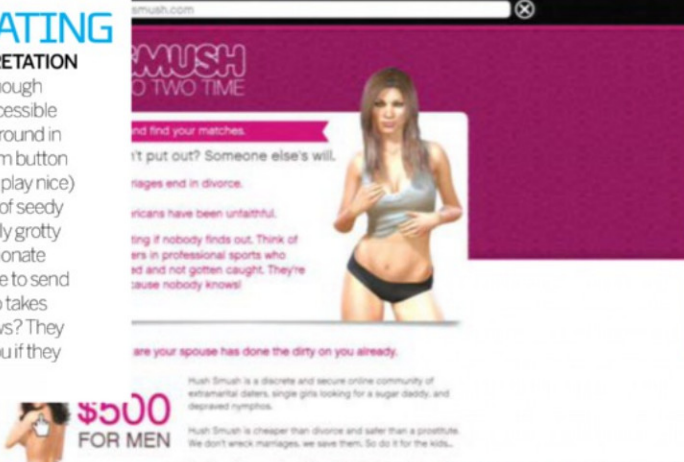 smush.com
ATING
RETATION
ough
cessible
round in
m button
play nice)
of seedy
ly grotty
onate
e to send
o takes
ws? They
u if they
SMUSH
O TWO TIME
nd find your matches.
n't put out? Someone else's will.
riages end in divorce.
ricans have been unfaithful.
ting if nobody finds out. Think of
ers in professional sports who
ed and not gotten caught. They're
cause nobody knows!
are your spouse has done the dirty on you already.
$500
FOR MEN
Hush Smush is a discrete and secure online community of
extramarital daters, single girls looking for a sugar daddy, and
depraved nymphos.
Hush Smush is cheaper than divorce and safer than a prostitute.
We don't wreck marriages, we save them. So do it for the kids...